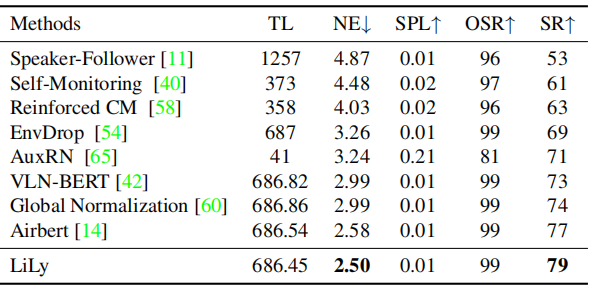 Methods TL NE↓ SPL↑ OSR↑ SR↑
Speaker-Follower [11] 1257 4.87 0.01 96 53
Self-Monitoring [40] 373 4.48 0.02 97 61
Reinforced CM [58] 358 4.03 0.02 96 63
EnvDrop [54] 687 3.26 0.01 99 69
AuxRN [65] 41 3.24 0.21 81 71
VLN-BERT [42] 686.82 2.99 0.01 99 73
Global Normalization [60] 686.86 2.99 0.01 99 74
Airbert [14] 686.54 2.58 0.01 99 77
LiLy 686.45 2.50 0.01 99 79